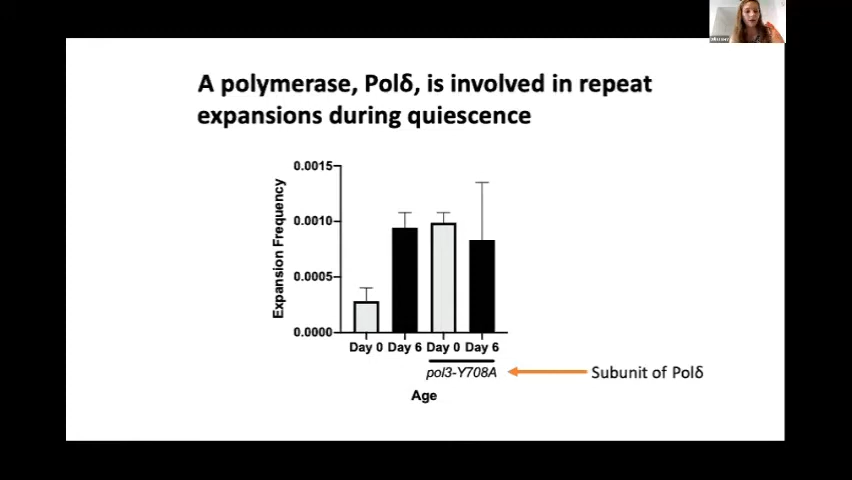 A polymerase, Polδ, is involved in repeat
expansions during quiescence
0.0015
0.0010
0.0005
0.0000
Expansion Frequency
Day 0 Day 6 Day 0 Day 6
pol3-Y708A
Subunit of Polδ
Age